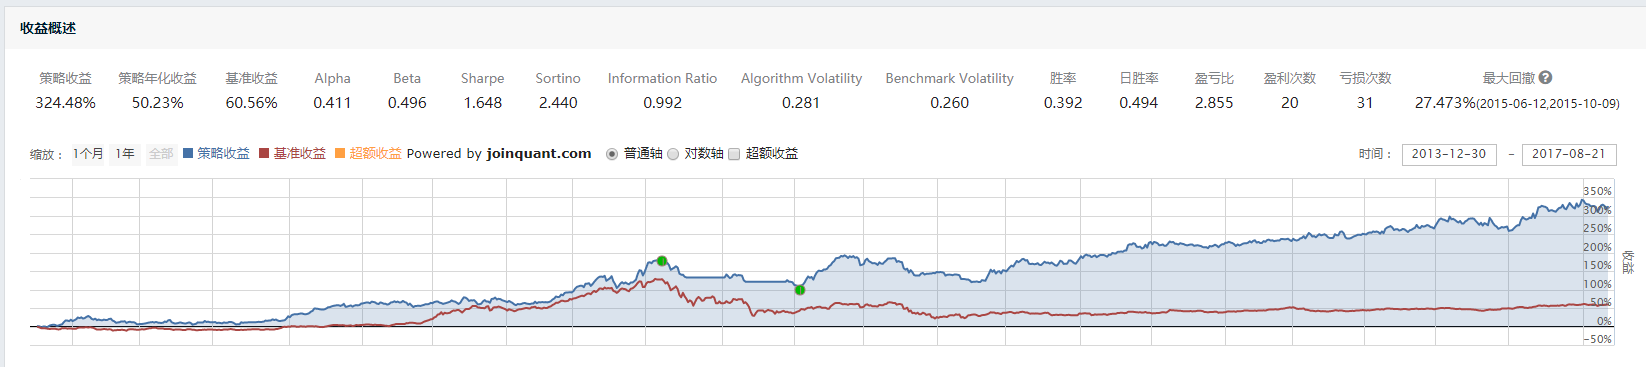 收益概述
策略收益 策略年化收益 基准收益 Alpha Beta Sharpe Sortino Information Ratio Algorithm Volatility Benchmark Volatility 胜率 日胜率 盈亏比 盈利次数 亏损次数 最大回撤 ?
324.48% 50.23% 60.56% 0.411 0.496 1.648 2.440 0.992 0.281 0.260 0.392 0.494 2.855 20 31 27.473%(2015-06-12,2015-10-09)
缩放： 1个月 1年 全部 策略收益 基准收益 超额收益 Powered by joinquant.com 普通轴 对数轴 超额收益 时间： 2013-12-30 - 2017-08-21
350%
300%
250%
200%
150%
100%
50%
0%
-50%
收益